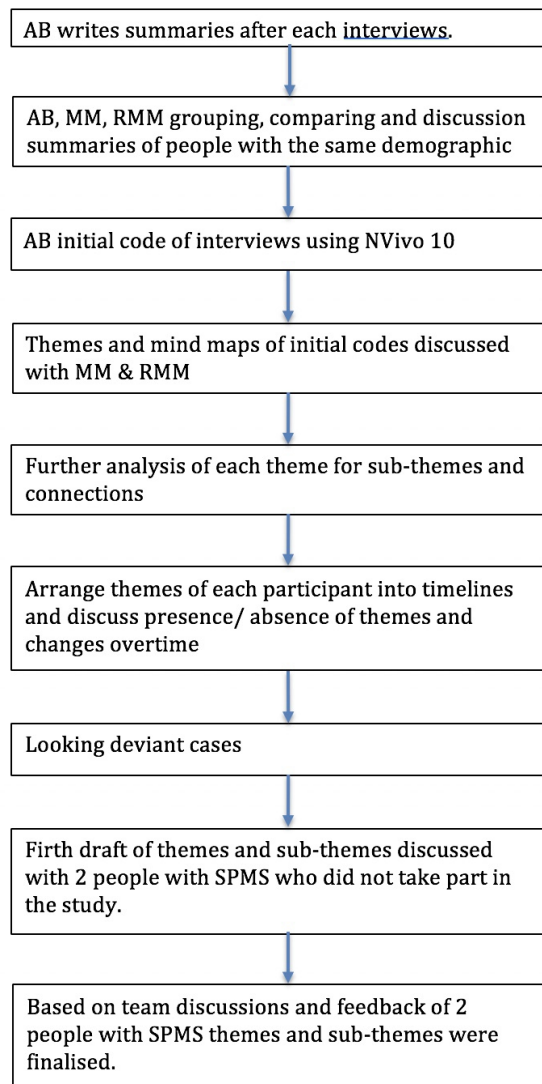 AB writes summaries after each interviews.
AB, MM, RMM grouping, comparing and discussion
summaries of people with the same demographic
AB initial code of interviews using NVivo 10
Themes and mind maps of initial codes discussed
with MM & RMM
Further analysis of each theme for sub-themes and
connections
Arrange themes of each participant into timelines
and discuss presence/ absence of themes and
changes overtime
Looking deviant cases
Firth draft of themes and sub-themes discussed
with 2 people with SPMS who did not take part in
the study.
Based on team discussions and feedback of 2
people with SPMS themes and sub-themes were
finalised.